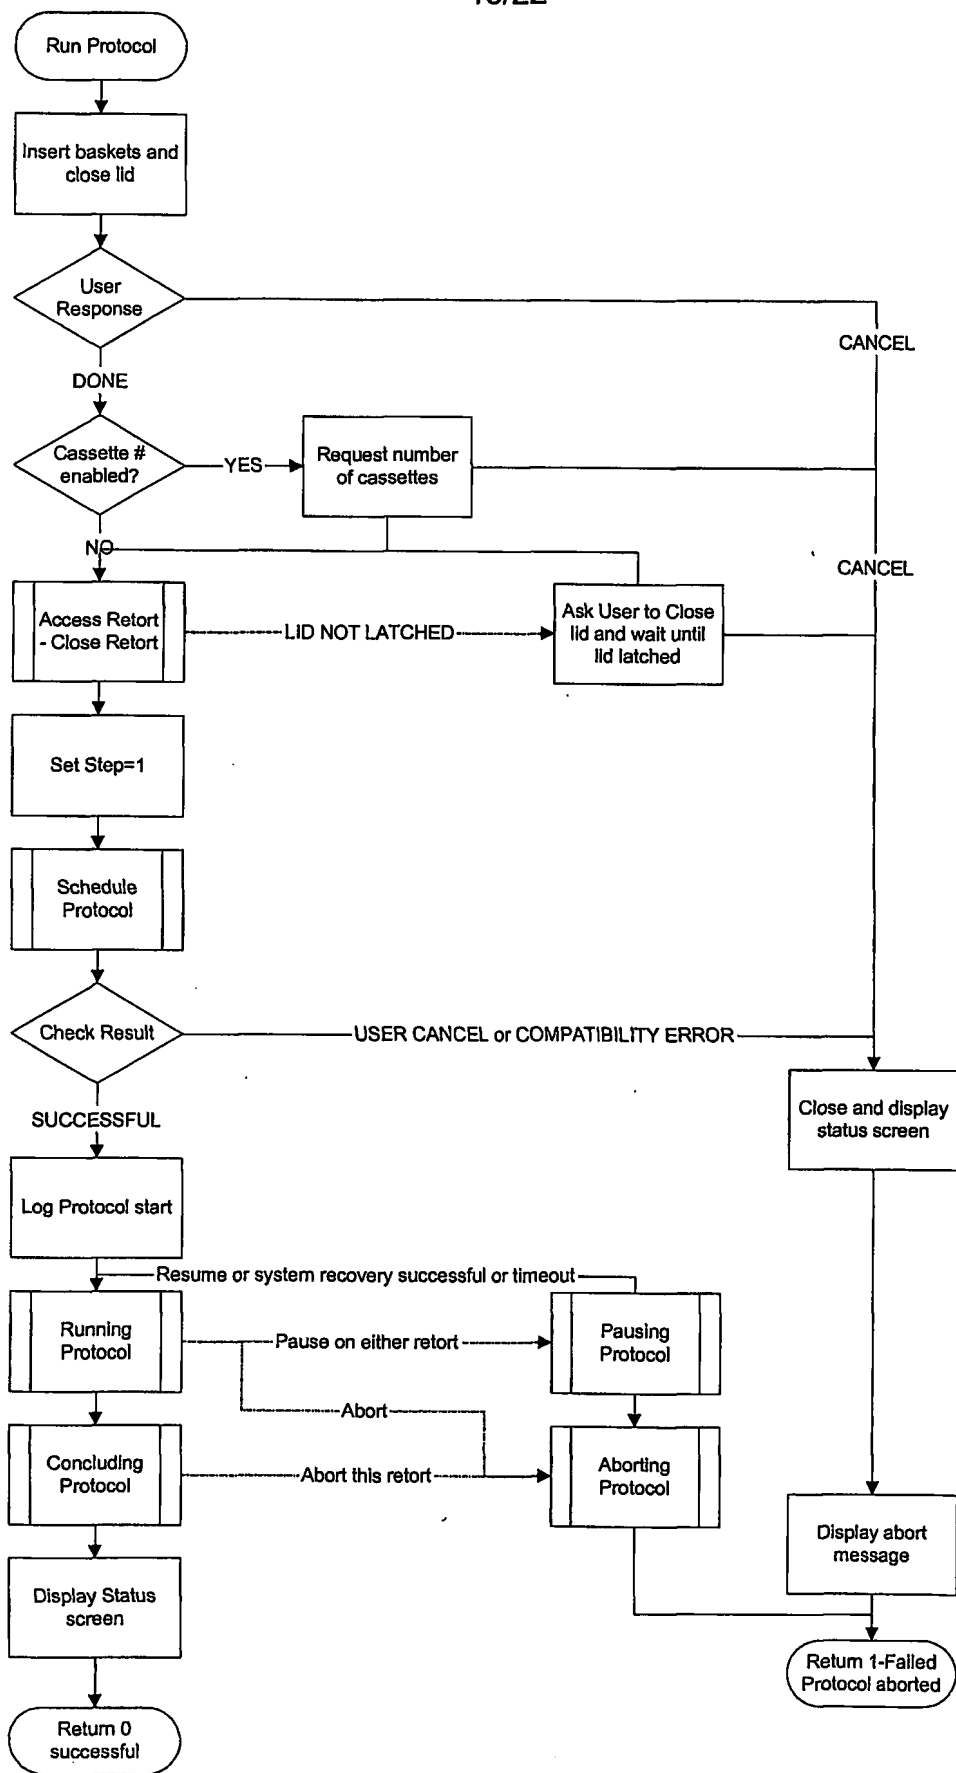 Run Protocol
Insert baskets and
close lid
User
Response
CANCEL
DONE
Cassette #
enabled?
YES
Request number
of cassettes
NO
CANCEL
Access Retort
- Close Retort
LID NOT LATCHED
Ask User to Close
lid and wait until
lid latched
Set Step=1
Schedule
Protocol
Check Result
USER CANCEL or COMPATIBILITY ERROR
SUCCESSFUL
Close and display
status screen
Log Protocol start
Resume or system recovery successful or timeout
Running
Protocol
Pause on either retort
Pausing
Protocol
Abort
Concluding
Protocol
Abort this retort
Aborting
Protocol
Display abort
message
Display Status
screen
Return 1-Failed
Protocol aborted
Return 0
successful